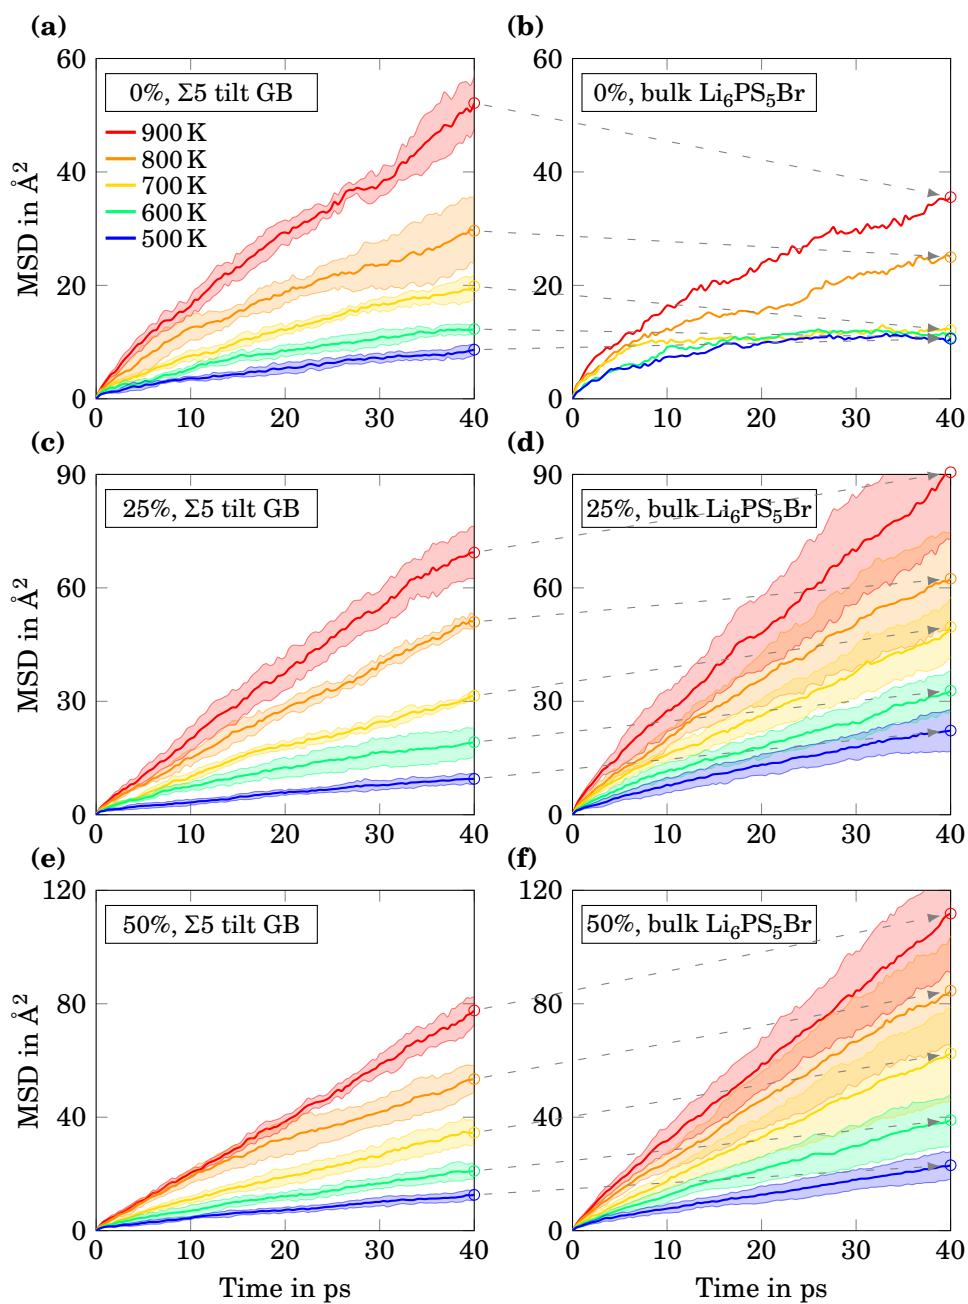 (a)
(b)
60
40
20
0
MSD in Å²
0%, Σ5 tilt GB
900 K
800 K
700 K
600 K
500 K
0 10 20 30 40
60
40
20
0
0%, bulk Li₆PS₅Br
0 10 20 30 40
(c)
(d)
90
60
30
0
MSD in Å²
25%, Σ5 tilt GB
0 10 20 30 40
90
60
30
0
25%, bulk Li₆PS₅Br
0 10 20 30 40
(e)
(f)
120
80
40
0
MSD in Å²
50%, Σ5 tilt GB
0 10 20 30 40
Time in ps
120
80
40
0
50%, bulk Li₆PS₅Br
0 10 20 30 40
Time in ps